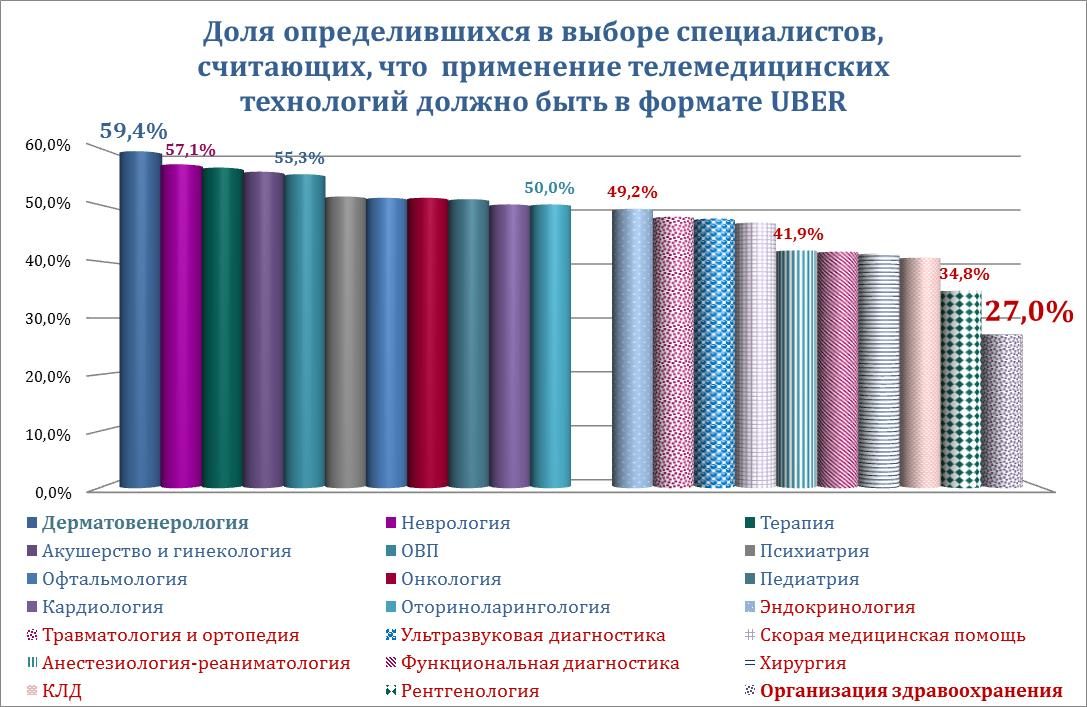 Доля определившихся в выборе специалистов,
считающих, что применение телемедицинских
технологий должно быть в формате UBER
59,4%
60,0%
57,1%
55,3%
50,0%
49,2%
50,0%
41,9%
40,0%
34,8%
27,0%
30,0%
20,0%
10,0%
0,0%
Дерматовенерология Неврология Терапия
Акушерство и гинекология ОВП Психиатрия
Офтальмология Онкология Педиатрия
Кардиология Оториноларингология Эндокринология
Травматология и ортопедия Ультразвуковая диагностика Скорая медицинская помощь
Анестезиология-реаниматология Функциональная диагностика Хирургия
КЛД Рентгенология Организация здравоохранения